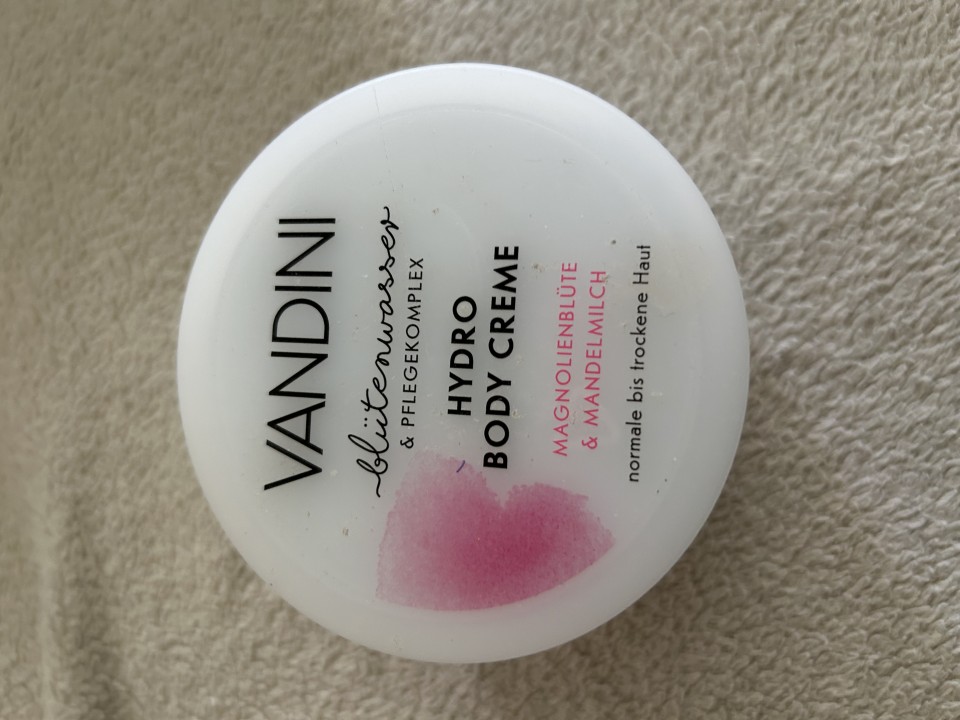 VANDINI
blütenwasser
& PFLEGEKOMPLEX
HYDRO
BODY CREME
MAGNOLIENBLÜTE
& MANDELMILCH
normale bis trockene Haut